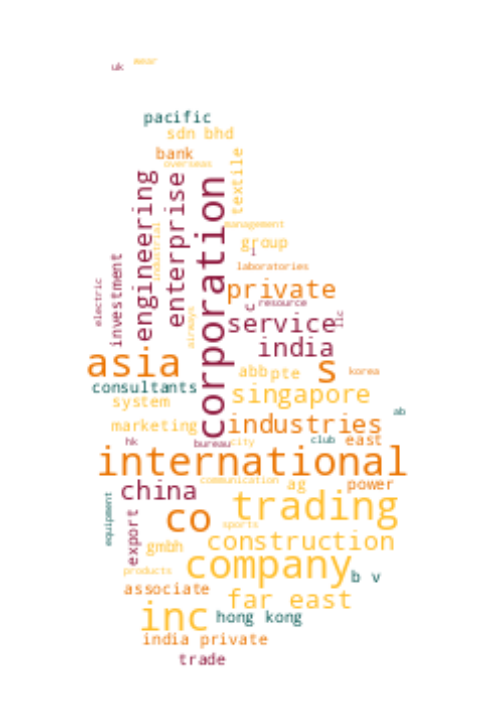 uk
wear
pacific
sdn bhd
bank
overseas
textile
engineering
enterprise
corporation
industrial
management
group
i
laboratories
investment
electric
private
c
resource
service
llc
airways
india
asia
abb
pte
s
korea
consultants
singapore
system
ab
marketing
industries
hk
bureau
city
club
east
international
communication
china
ag
power
equipment
export
co
trading
sports
gmbh
construction
products
company
b v
associate
far east
inc
hong kong
india private
trade